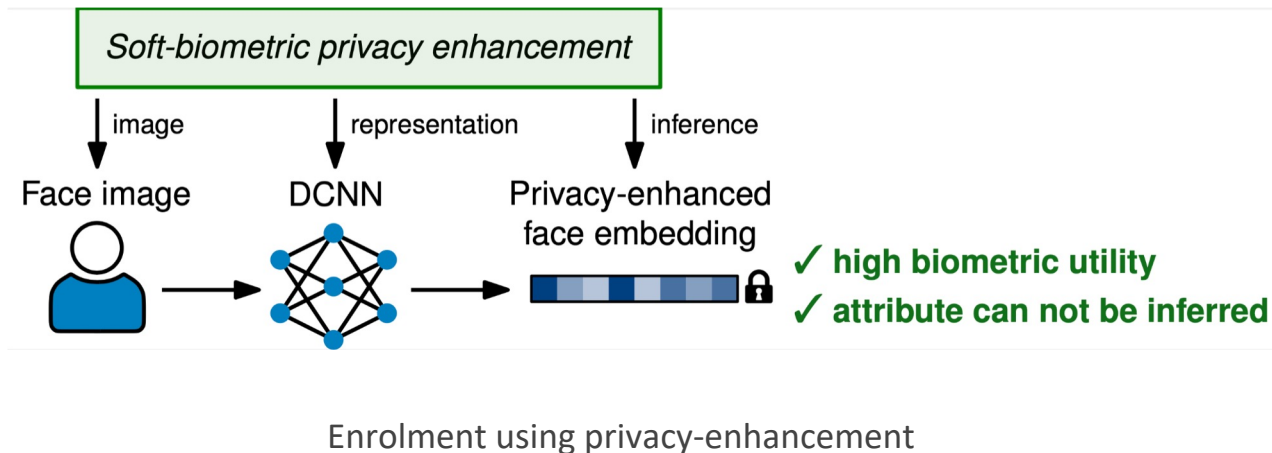 Soft-biometric privacy enhancement
image
representation
inference
Face image
DCNN
Privacy-enhanced
face embedding
✓ high biometric utility
✓ attribute can not be inferred
Enrolment using privacy-enhancement